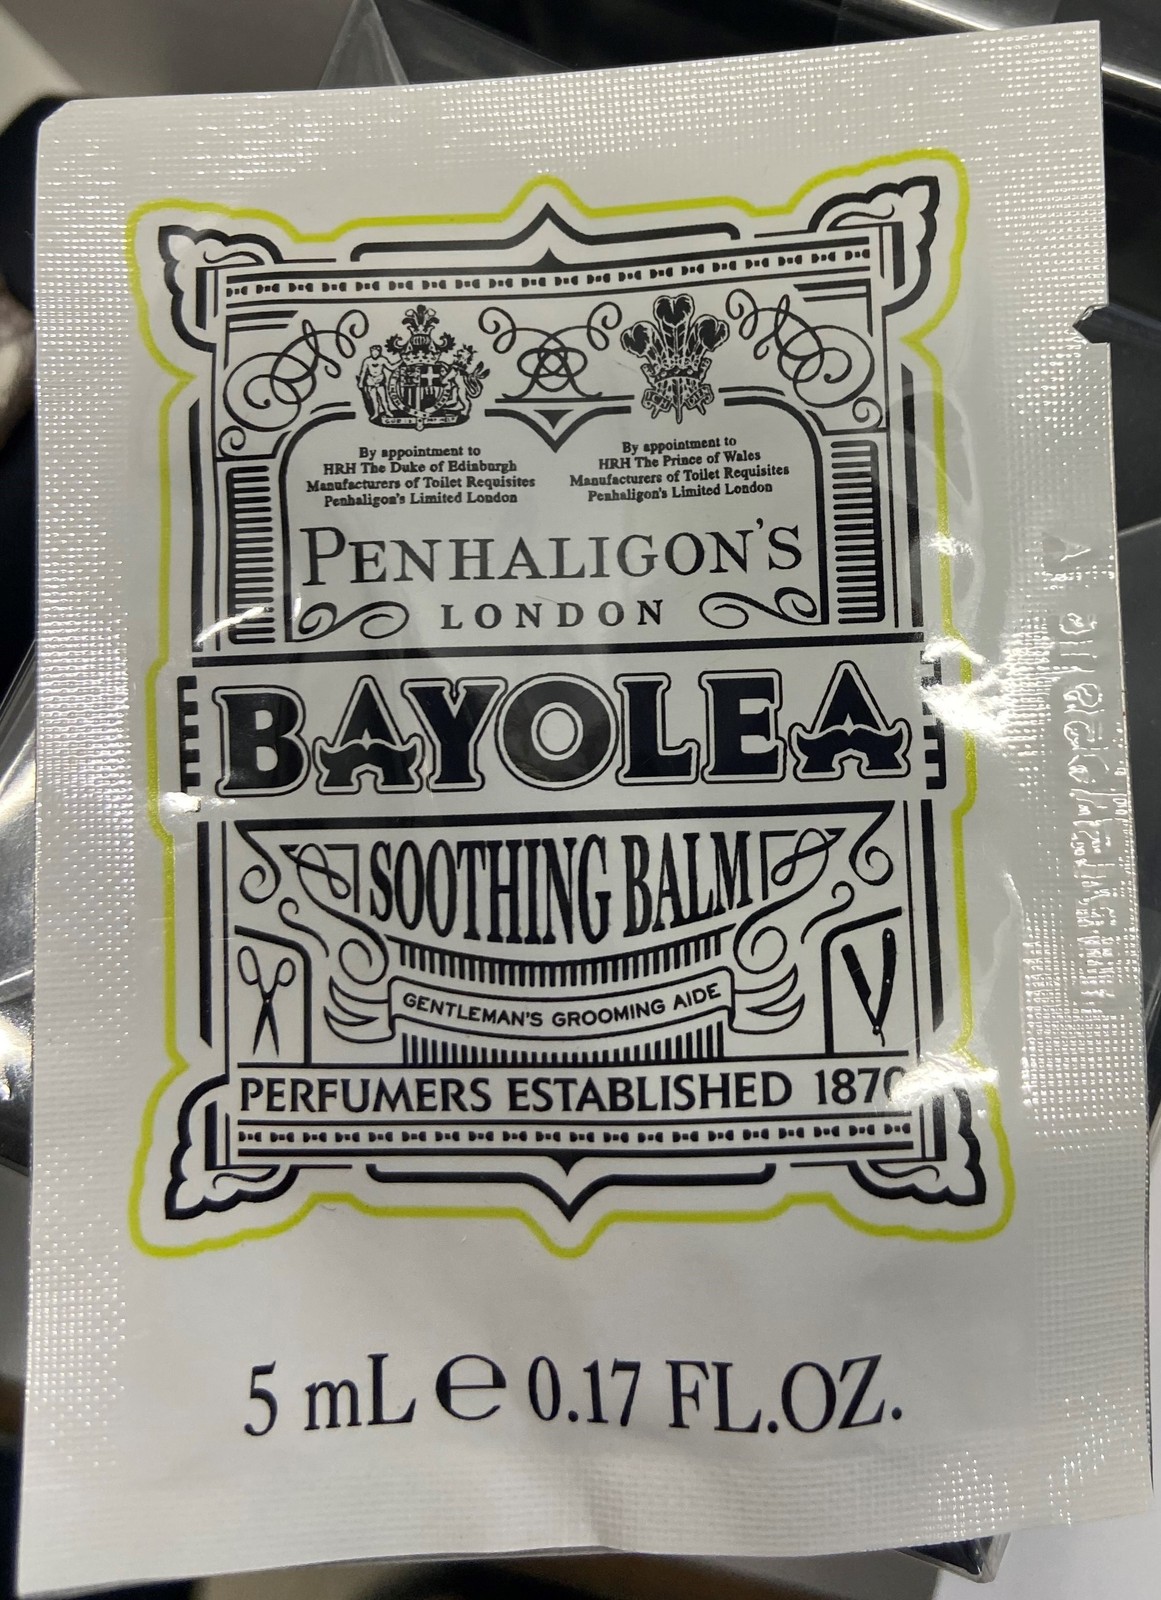 By appointment to
HRH The Duke of Edinburgh
Manufacturers of Toilet Requisites
Penhaligon's Limited London
By appointment to
HRH The Prince of Wales
Manufacturers of Toilet Requisites
Penhaligon's Limited London
PENHALIGON'S
LONDON
BAYOLEA
SOOTHING BALM
GENTLEMAN'S GROOMING AIDE
PERFUMERS ESTABLISHED 1870
5 mL ℮ 0.17 FL.OZ.